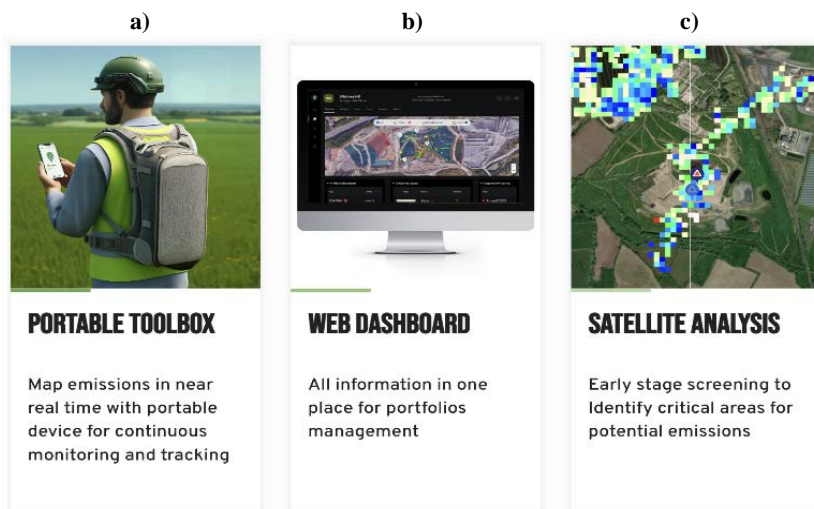 a)
b)
c)
PORTABLE TOOLBOX
Map emissions in near
real time with portable
device for continuous
monitoring and tracking
WEB DASHBOARD
All information in one
place for portfolios
management
SATELLITE ANALYSIS
Early stage screening to
Identify critical areas for
potential emissions